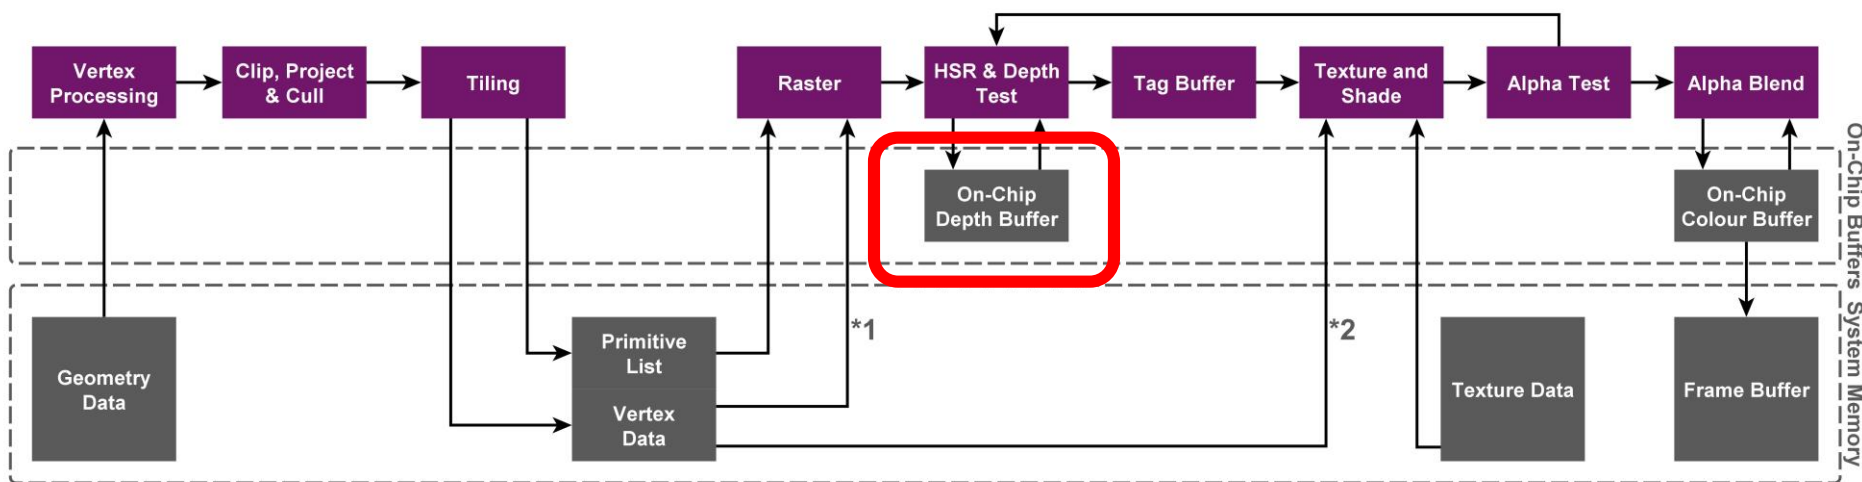 Vertex
Processing
Clip, Project
& Cull
Tiling
Raster
HSR & Depth
Test
Tag Buffer
Texture and
Shade
Alpha Test
Alpha Blend
On-Chip
Depth Buffer
On-Chip
Colour Buffer
On-Chip Buffers
Geometry
Data
Primitive
List
Vertex
Data
*1
*2
Texture Data
Frame Buffer
System Memory